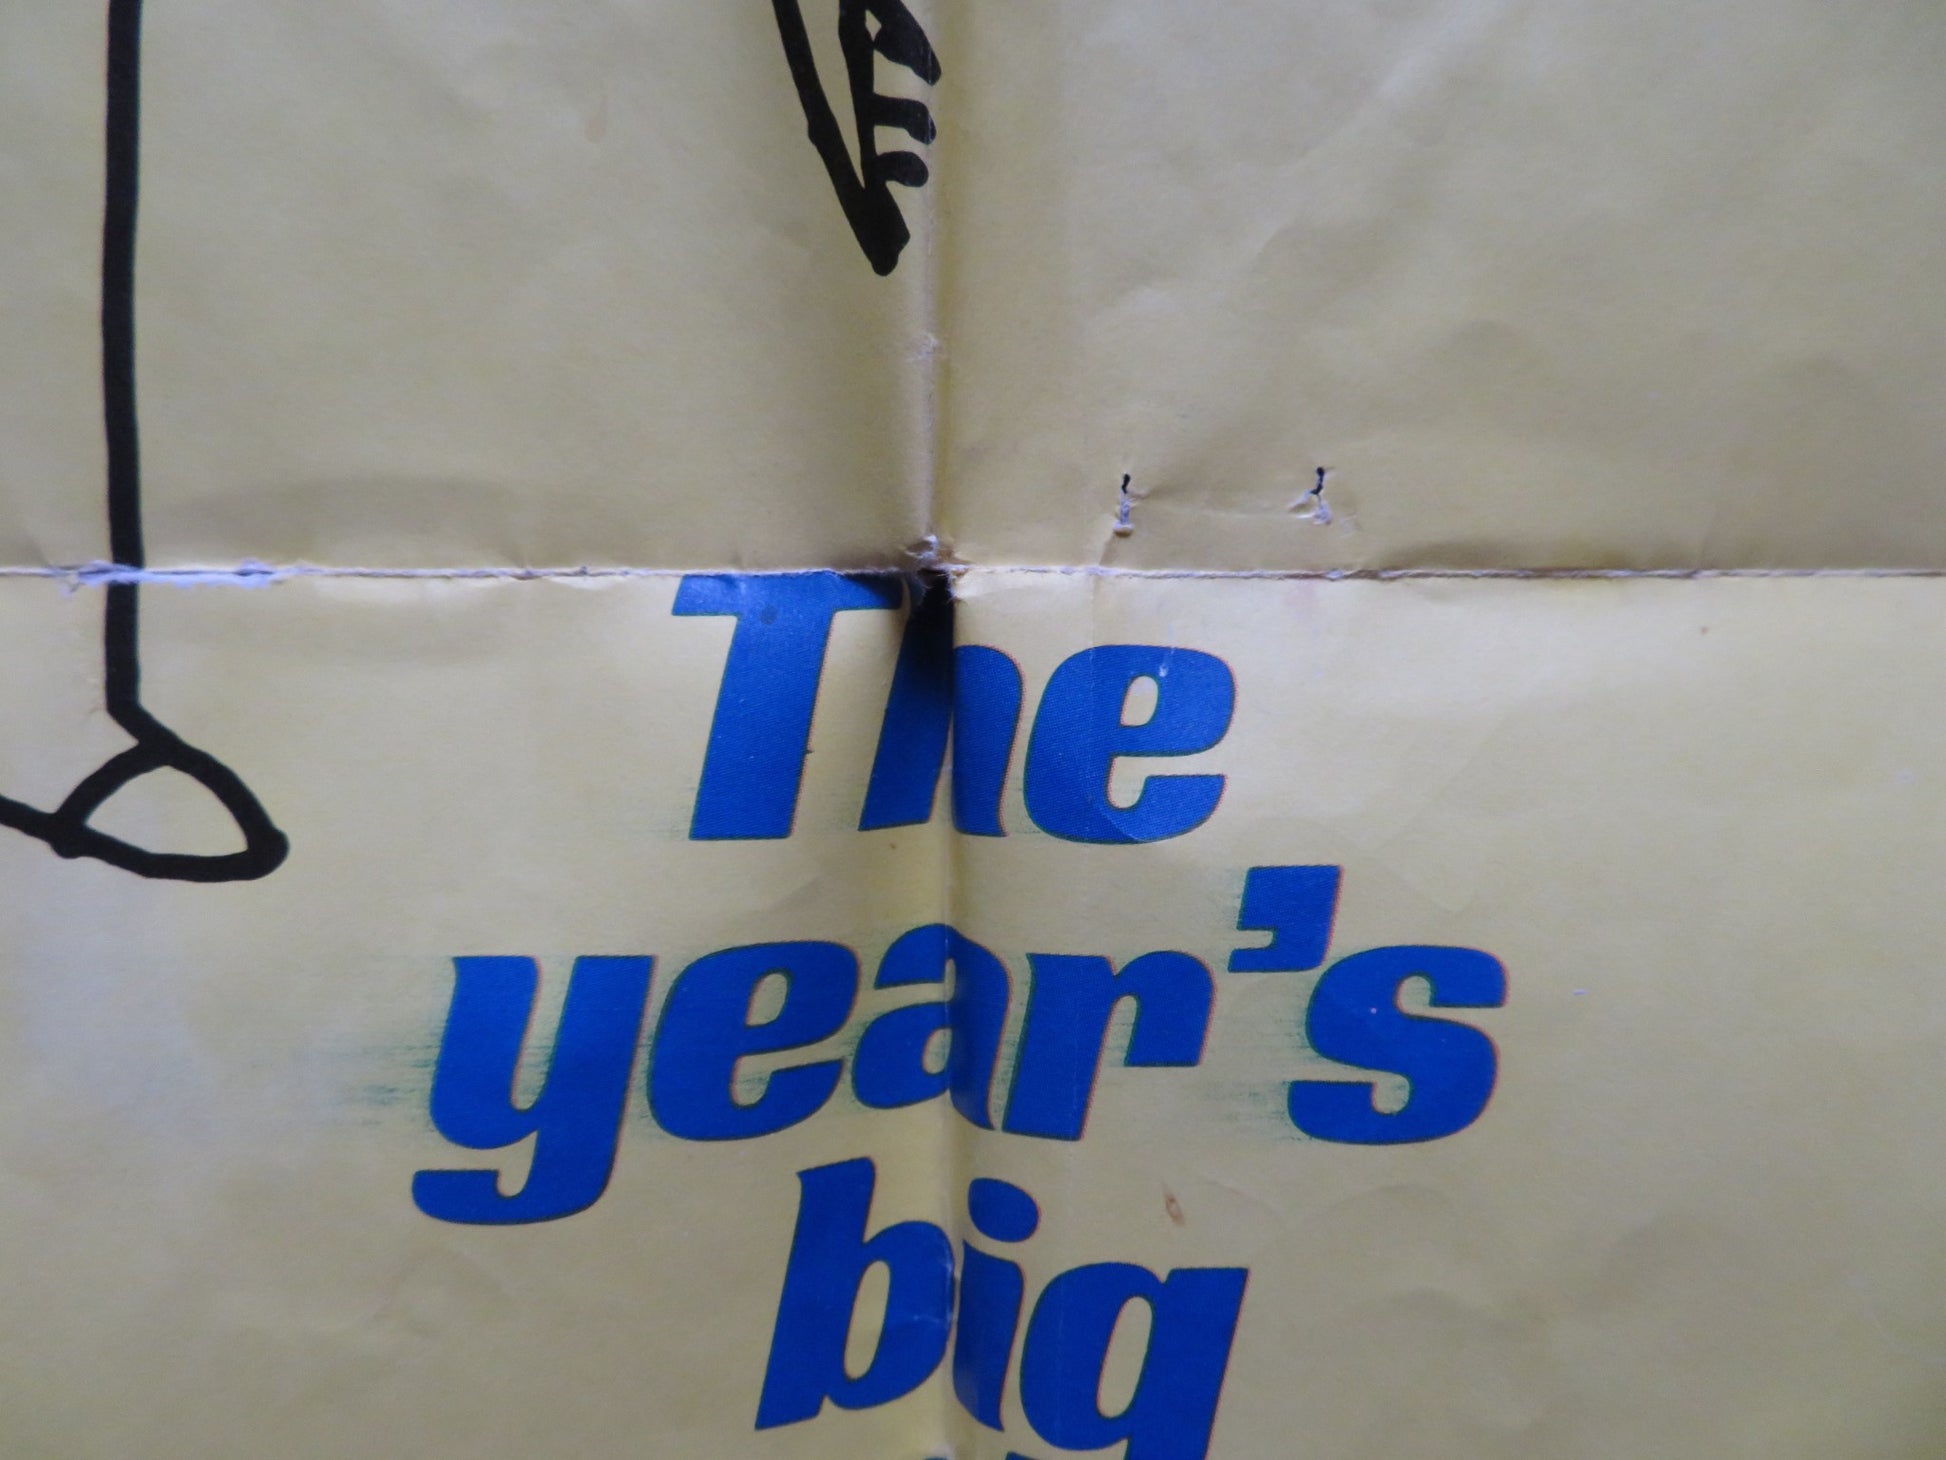 The
year's
big